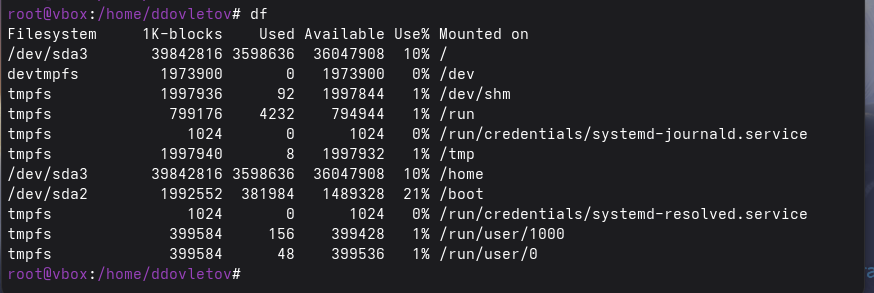 root@vbox:/home/ddovletov# df
Filesystem     1K-blocks    Used Available Use% Mounted on
/dev/sda3       39842816 3598636  36047908  10% /
devtmpfs         1973900       0   1973900   0% /dev
tmpfs            1997936      92   1997844   1% /dev/shm
tmpfs             799176    4232    794944   1% /run
tmpfs               1024       0      1024   0% /run/credentials/systemd-journald.service
tmpfs            1997940       8   1997932   1% /tmp
/dev/sda3       39842816 3598636  36047908  10% /home
/dev/sda2        1992552  381984   1489328  21% /boot
tmpfs               1024       0      1024   0% /run/credentials/systemd-resolved.service
tmpfs             399584     156    399428   1% /run/user/1000
tmpfs             399584      48    399536   1% /run/user/0
root@vbox:/home/ddovletov#